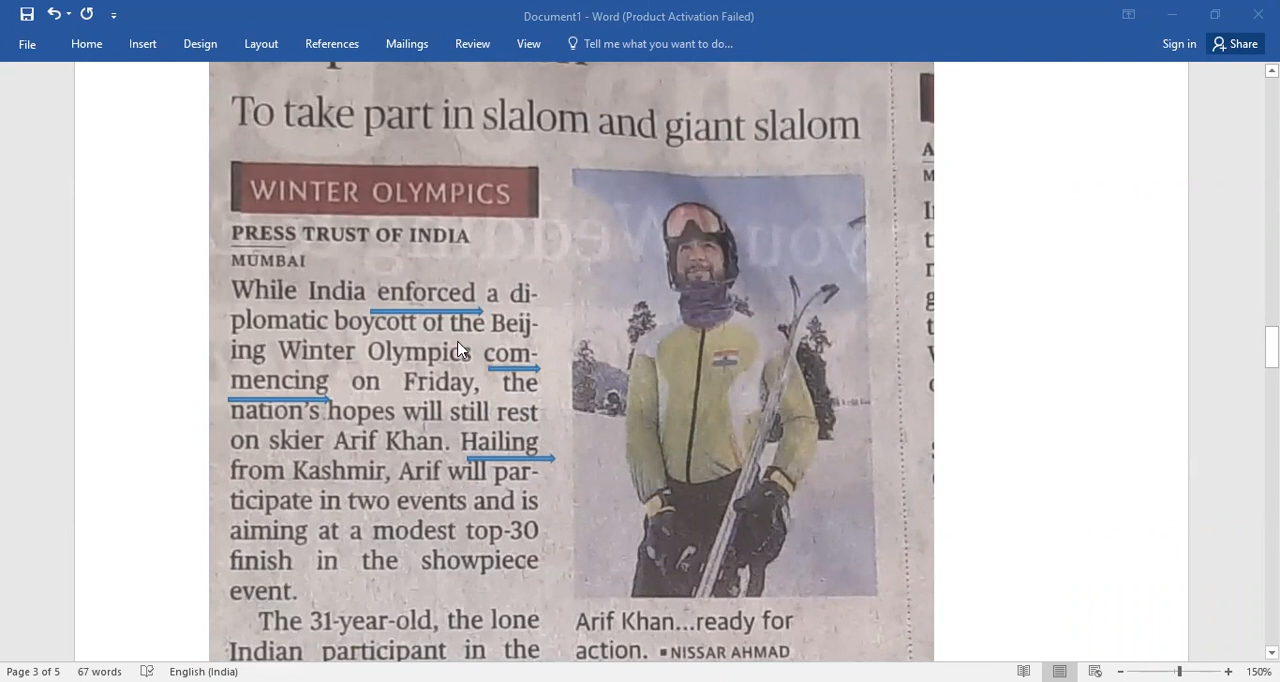 Document1 - Word (Product Activation Failed)
File Home Insert Design Layout References Mailings Review View Tell me what you want to do... Sign in Share
To take part in slalom and giant slalom
WINTER OLYMPICS
PRESS TRUST OF INDIA
MUMBAI
While India enforced a di-
plomatic boycott of the Beij-
ing Winter Olympics com-
mencing on Friday, the
nation's hopes will still rest
on skier Arif Khan. Hailing
from Kashmir, Arif will par-
ticipate in two events and is
aiming at a modest top-30
finish in the showpiece
event.
The 31-year-old, the lone
Indian participant in the
Arif Khan...ready for
action. ▪ NISSAR AHMAD
Page 3 of 5 67 words English (India) 150%